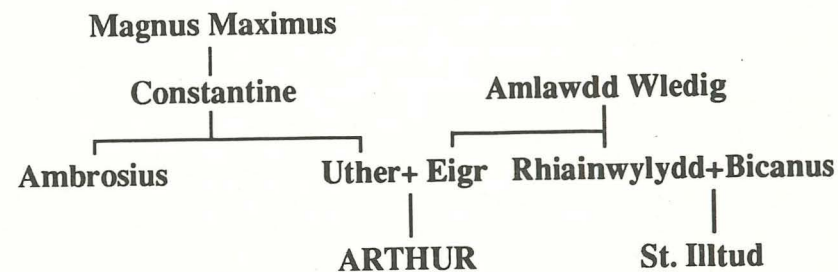 Magnus Maximus
Constantine
Amlawdd Wledig
Ambrosius
Uther+ Eigr
Rhiainwylydd+Bicanus
ARTHUR
St. Illtud